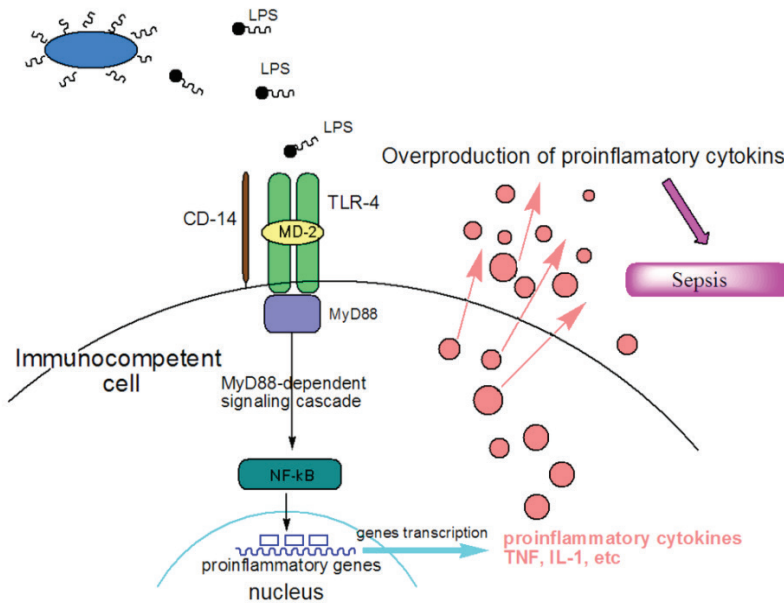 LPS
LPS
LPS
Overproduction of proinflamatory cytokins
CD-14
TLR-4
MD-2
Sepsis
MyD88
Immunocompetent
cell
MyD88-dependent
signaling cascade
NF-kB
genes transcription
proinflammatory cytokines
TNF, IL-1, etc
proinflammatory genes
nucleus